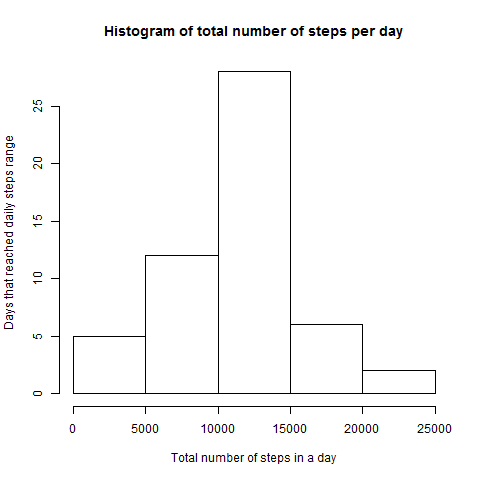 Histogram of total number of steps per day
Days that reached daily steps range
25
20
15
10
5
0
0 5000 10000 15000 20000 25000
Total number of steps in a day